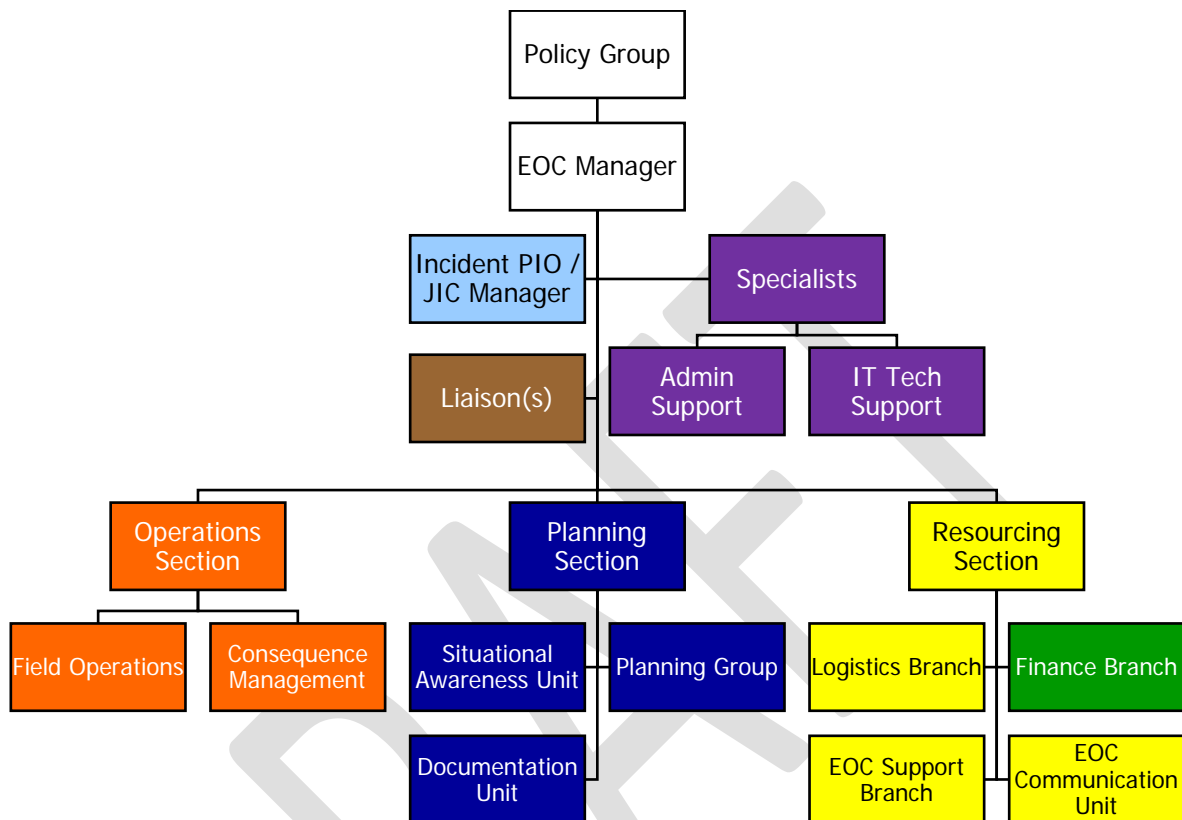 Policy Group
EOC Manager
Incident PIO /
JIC Manager
Specialists
Liaison(s)
Admin
Support
IT Tech
Support
Operations
Section
Planning
Section
Resourcing
Section
Field Operations
Consequence
Management
Situational
Awareness Unit
Planning Group
Logistics Branch
Finance Branch
Documentation
Unit
EOC Support
Branch
EOC
Communication
Unit
DRAFT